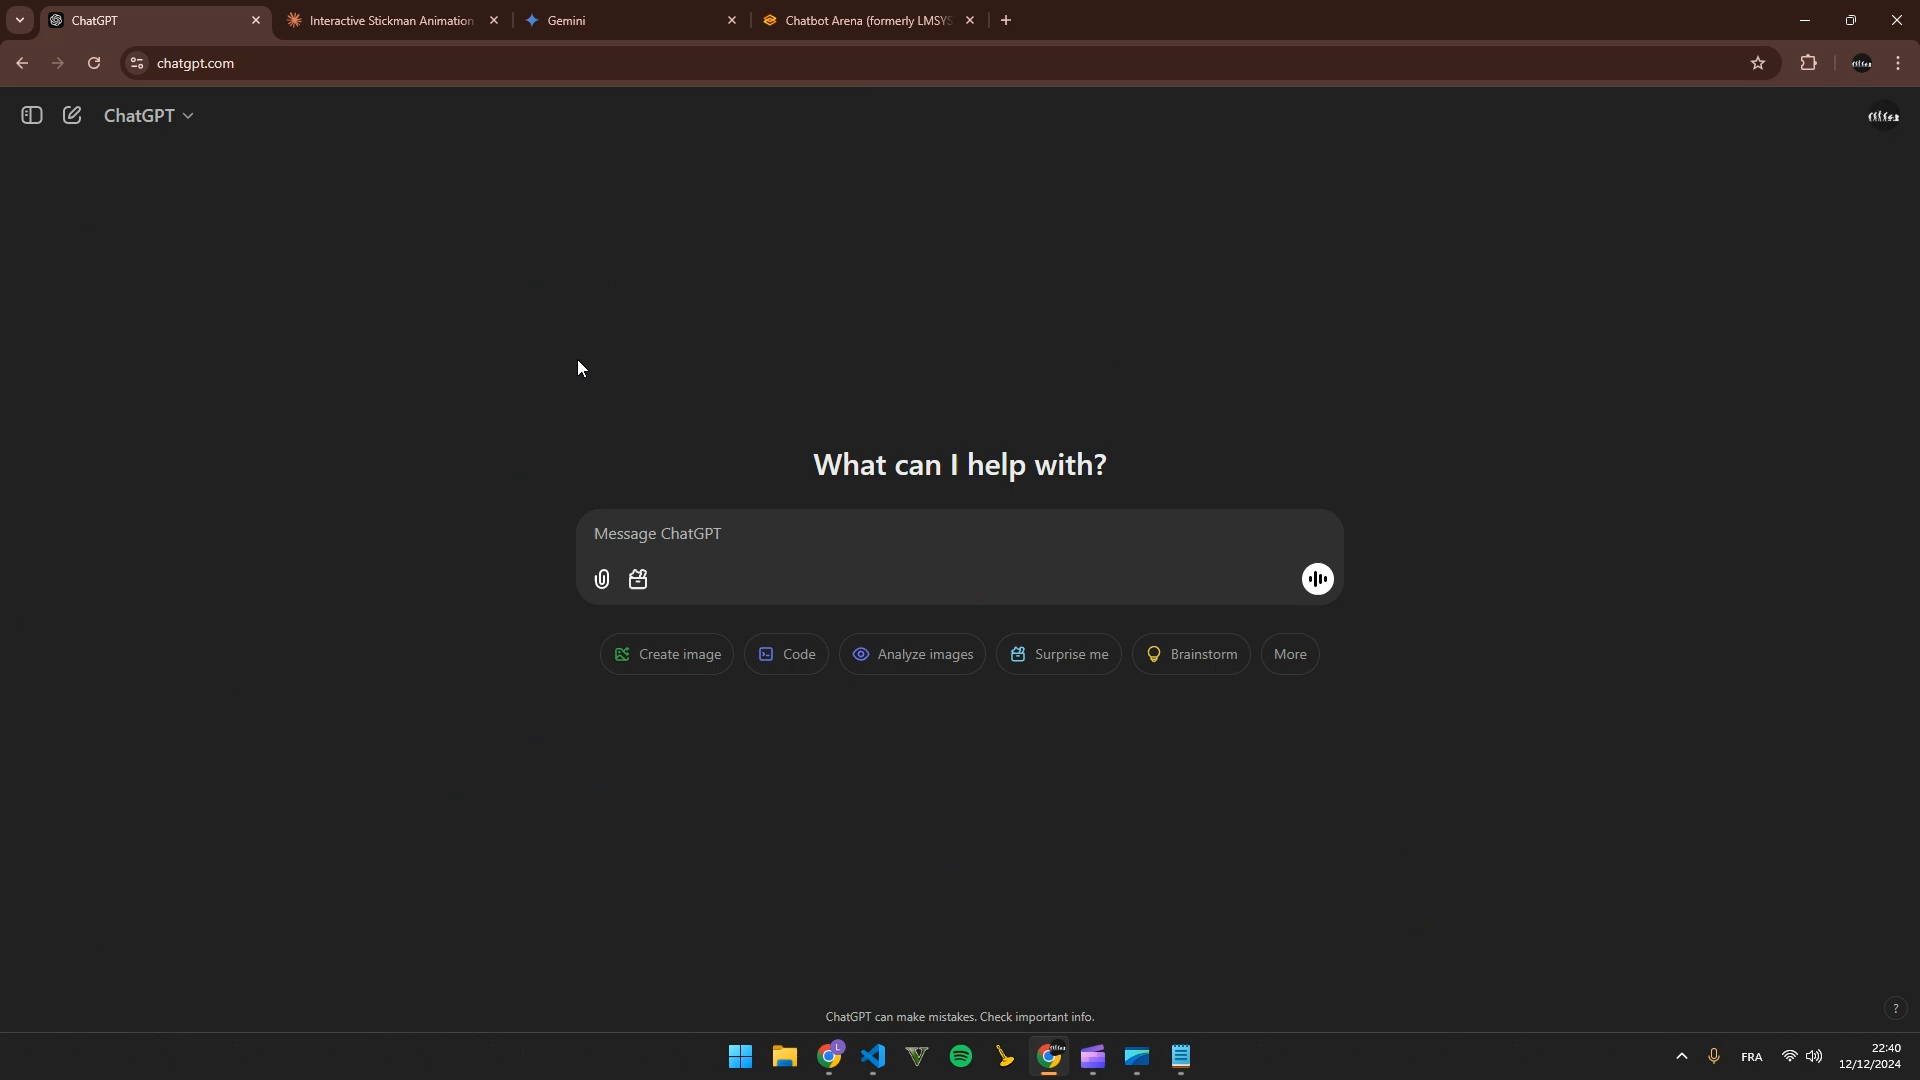 ChatGPT
Interactive Stickman Animation
Gemini
Chatbot Arena (formerly LMSYS
chatgpt.com
ChatGPT
What can I help with?
Message ChatGPT
Create image
Code
Analyze images
Surprise me
Brainstorm
More
ChatGPT can make mistakes. Check important info.
?
L
FRA
22:40
12/12/2024